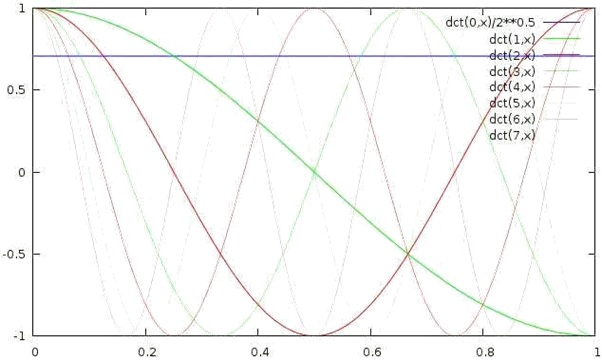 dct(0,x)/2**0.5
dct(1,x)
dct(2,x)
dct(3,x)
dct(4,x)
dct(5,x)
dct(6,x)
dct(7,x)
1
0.5
0
-0.5
-1
0 0.2 0.4 0.6 0.8 1